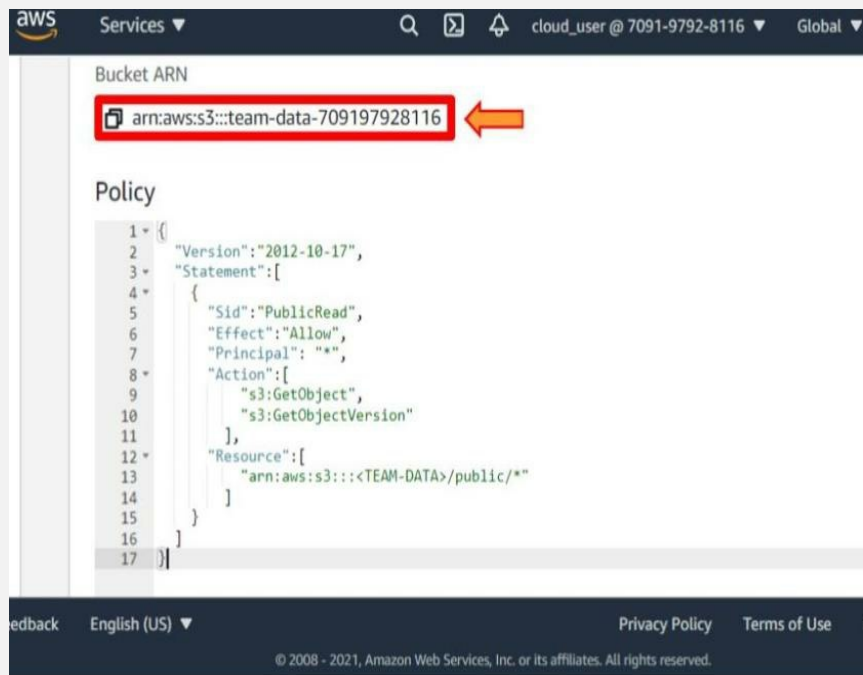 aws Services ▼ cloud_user @ 7091-9792-8116 ▼ Global ▼
Bucket ARN
arn:aws:s3:::team-data-709197928116
Policy
1 {
2 "Version":"2012-10-17",
3 "Statement":[
4 {
5 "Sid":"PublicRead",
6 "Effect":"Allow",
7 "Principal": "*",
8 "Action":[
9 "s3:GetObject",
10 "s3:GetObjectVersion"
11 ],
12 "Resource":[
13 "arn:aws:s3:::<TEAM-DATA>/public/*"
14 ]
15 }
16 ]
17 }
edback English (US) ▼ Privacy Policy Terms of Use
© 2008 - 2021, Amazon Web Services, Inc. or its affiliates. All rights reserved.